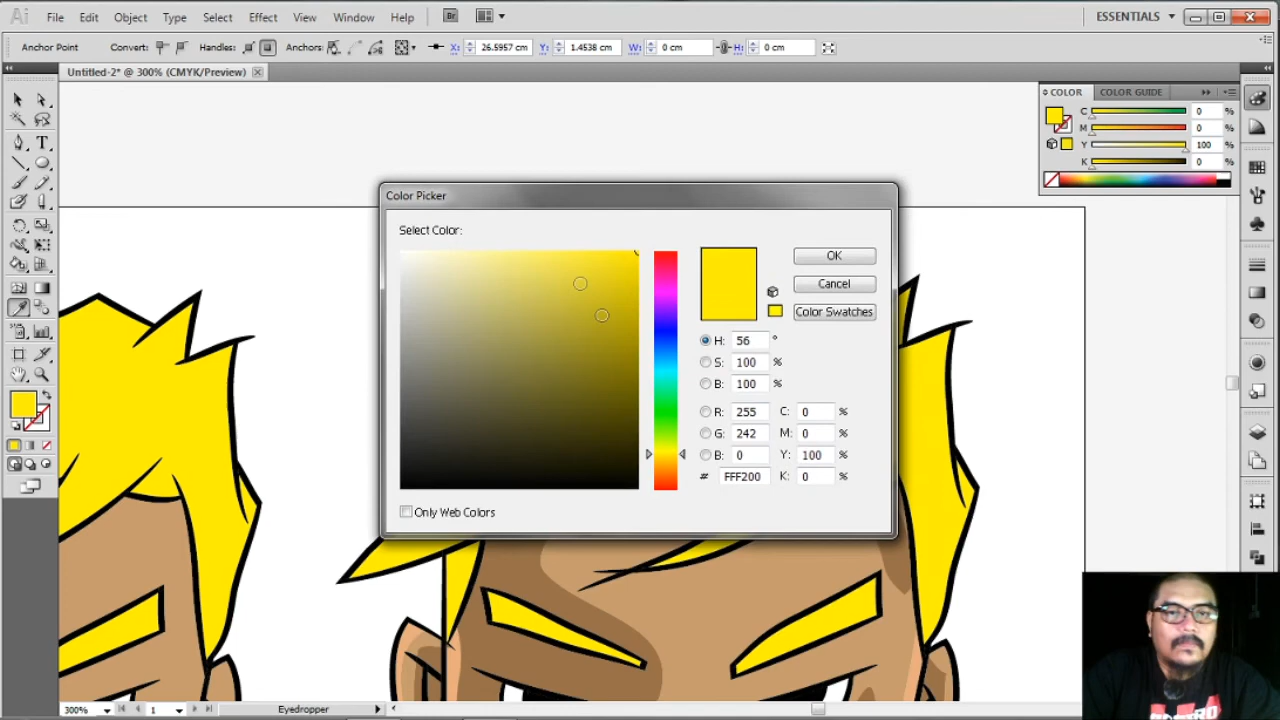 Ai File Edit Object Type Select Effect View Window Help Br ESSENTIALS
Anchor Point Convert: Handles: Anchors: X: 26.5957 cm Y: 1.4538 cm W: 0 cm H: 0 cm
Untitled-2* @ 300% (CMYK/Preview)
COLOR COLOR GUIDE
C 0 %
M 0 %
Y 100 %
K 0 %
Color Picker
Select Color:
OK
Cancel
Color Swatches
H: 56 °
S: 100 %
B: 100 %
R: 255 C: 0 %
G: 242 M: 0 %
B: 0 Y: 100 %
# FFF200 K: 0 %
Only Web Colors
T
300% 1 Eyedropper